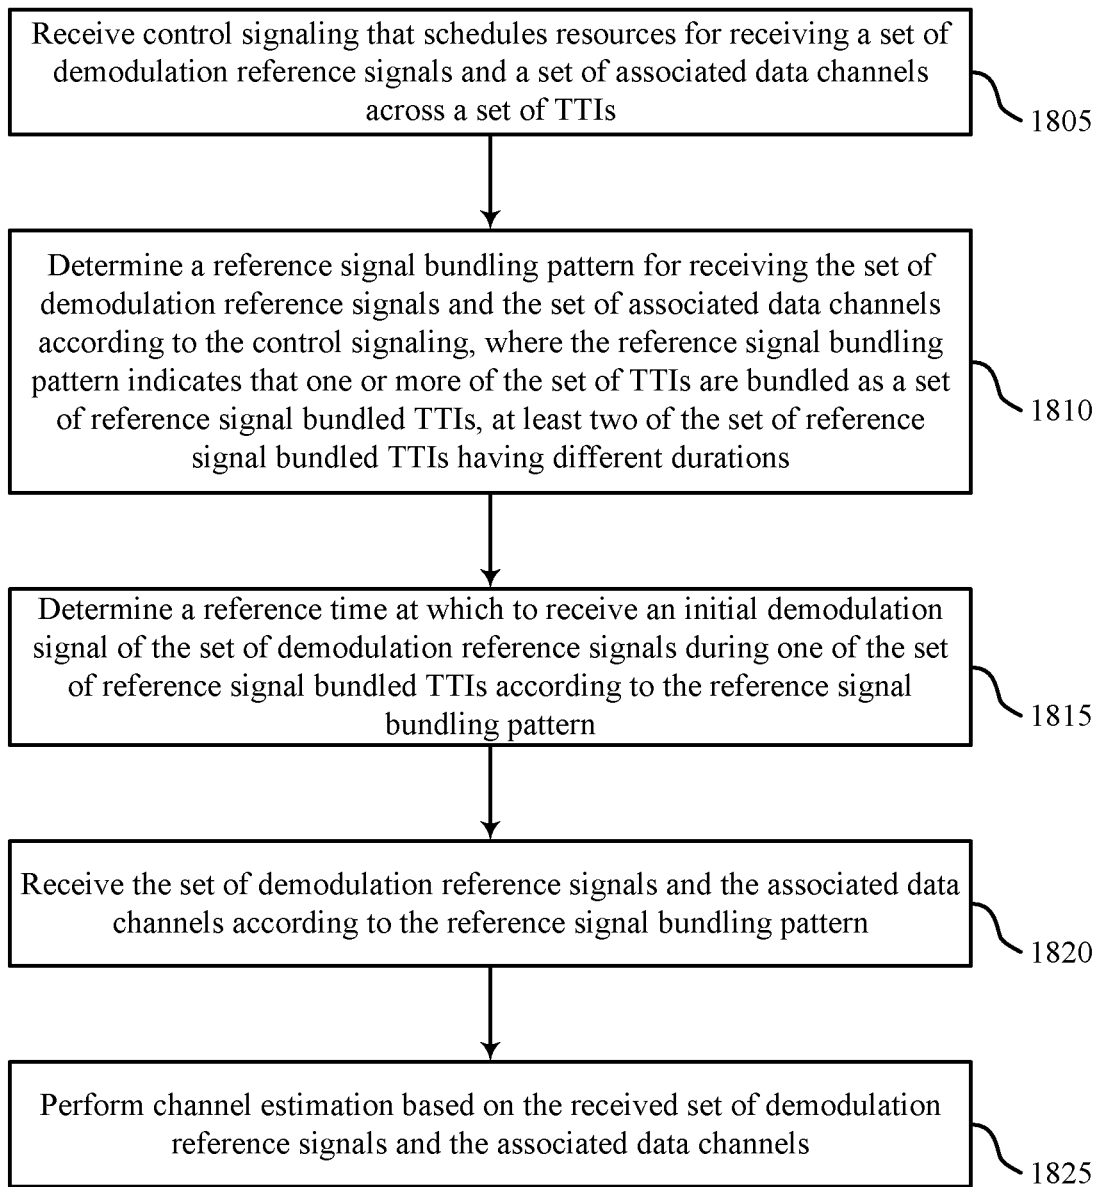 Receive control signaling that schedules resources for receiving a set of
demodulation reference signals and a set of associated data channels
across a set of TTIs
1805
Determine a reference signal bundling pattern for receiving the set of
demodulation reference signals and the set of associated data channels
according to the control signaling, where the reference signal bundling
pattern indicates that one or more of the set of TTIs are bundled as a set
of reference signal bundled TTIs, at least two of the set of reference
signal bundled TTIs having different durations
1810
Determine a reference time at which to receive an initial demodulation
signal of the set of demodulation reference signals during one of the set
of reference signal bundled TTIs according to the reference signal
bundling pattern
1815
Receive the set of demodulation reference signals and the associated data
channels according to the reference signal bundling pattern
1820
Perform channel estimation based on the received set of demodulation
reference signals and the associated data channels
1825